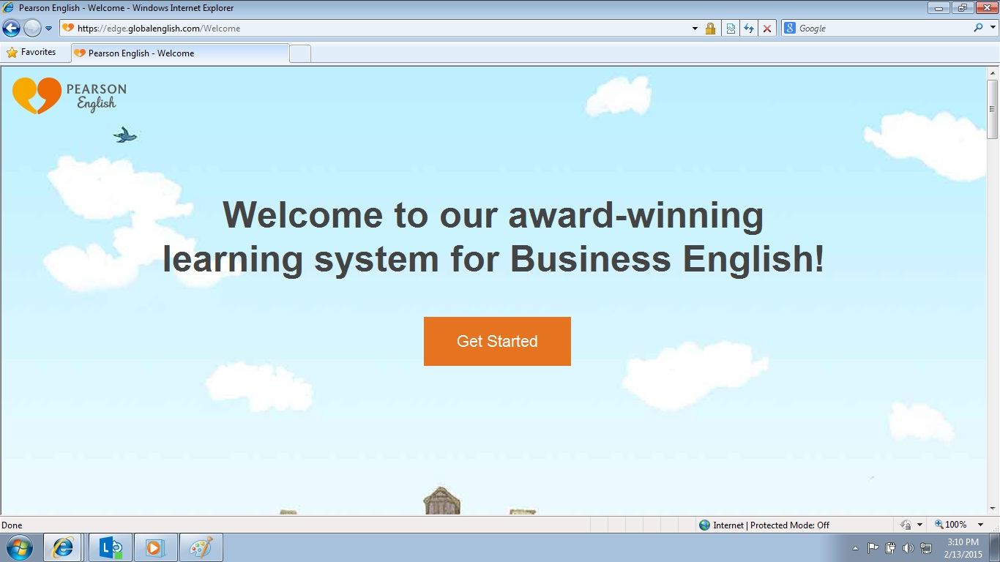 Pearson English - Welcome - Windows Internet Explorer
https://edge.globalenglish.com/Welcome
Google
Favorites
Pearson English - Welcome
PEARSON
English
Welcome to our award-winning
learning system for Business English!
Get Started
Done
Internet | Protected Mode: Off
100%
3:10 PM
2/13/2015